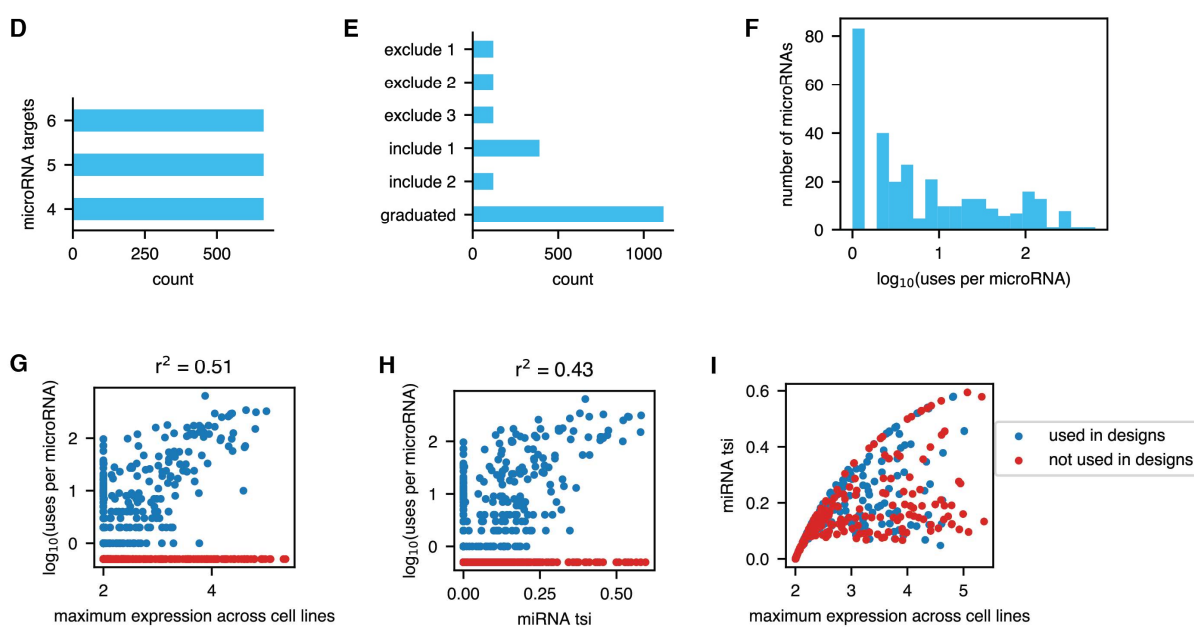 D
microRNA targets
6
5
4
0
250
500
count
E
exclude 1
exclude 2
exclude 3
include 1
include 2
graduated
0
500
1000
count
F
number of microRNAs
80
60
40
20
0
0
1
2
log₁₀(uses per microRNA)
G
r² = 0.51
log₁₀(uses per microRNA)
2
1
0
2
4
maximum expression across cell lines
H
r² = 0.43
log₁₀(uses per microRNA)
2
1
0
0.00
0.25
0.50
miRNA tsi
I
miRNA tsi
0.6
0.4
0.2
0.0
2
3
4
5
maximum expression across cell lines
used in designs
not used in designs